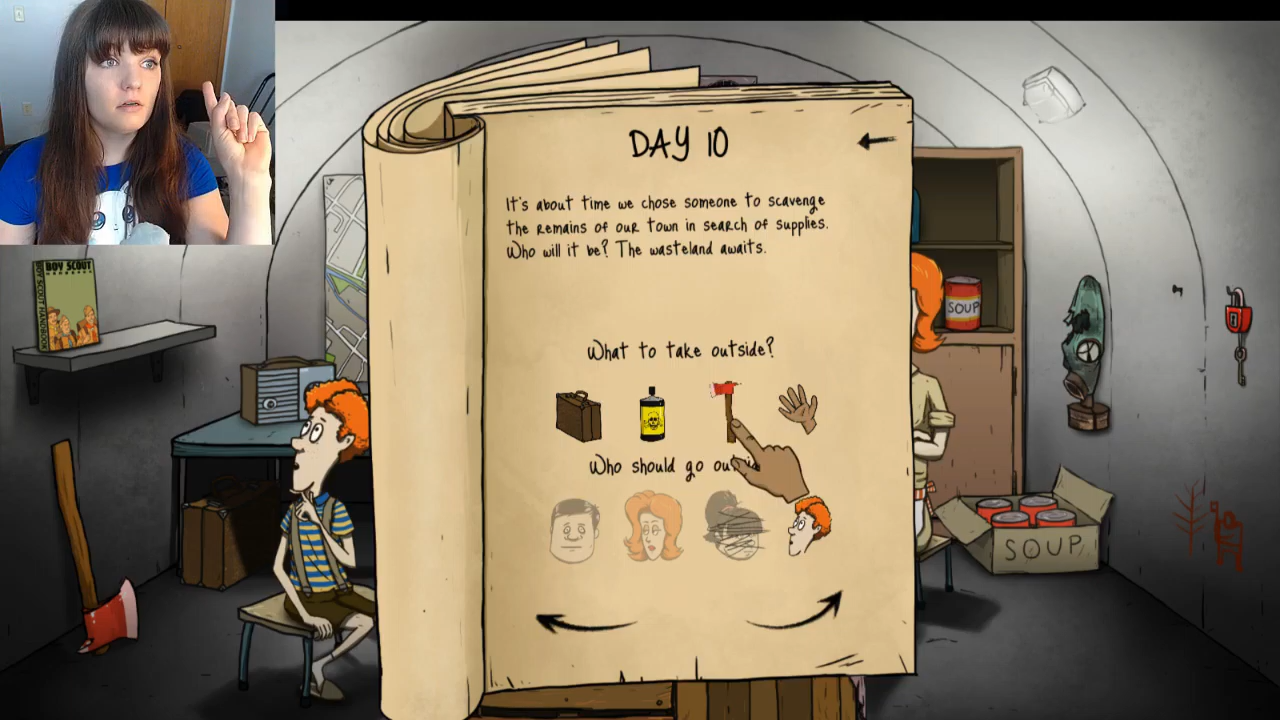 DAY 10
It's about time we chose someone to scavenge
the remains of our town in search of supplies.
Who will it be? The wasteland awaits.
What to take outside?
Who should go
BOY SCOUT
SOUP
SOUP